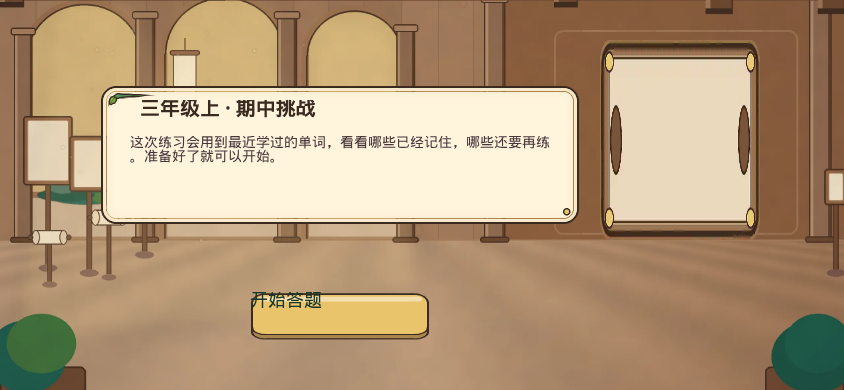 三年级上·期中挑战
这次练习会用到最近学过的单词，看看哪些已经记住，哪些还要再练
。准备好了就可以开始。
开始答题